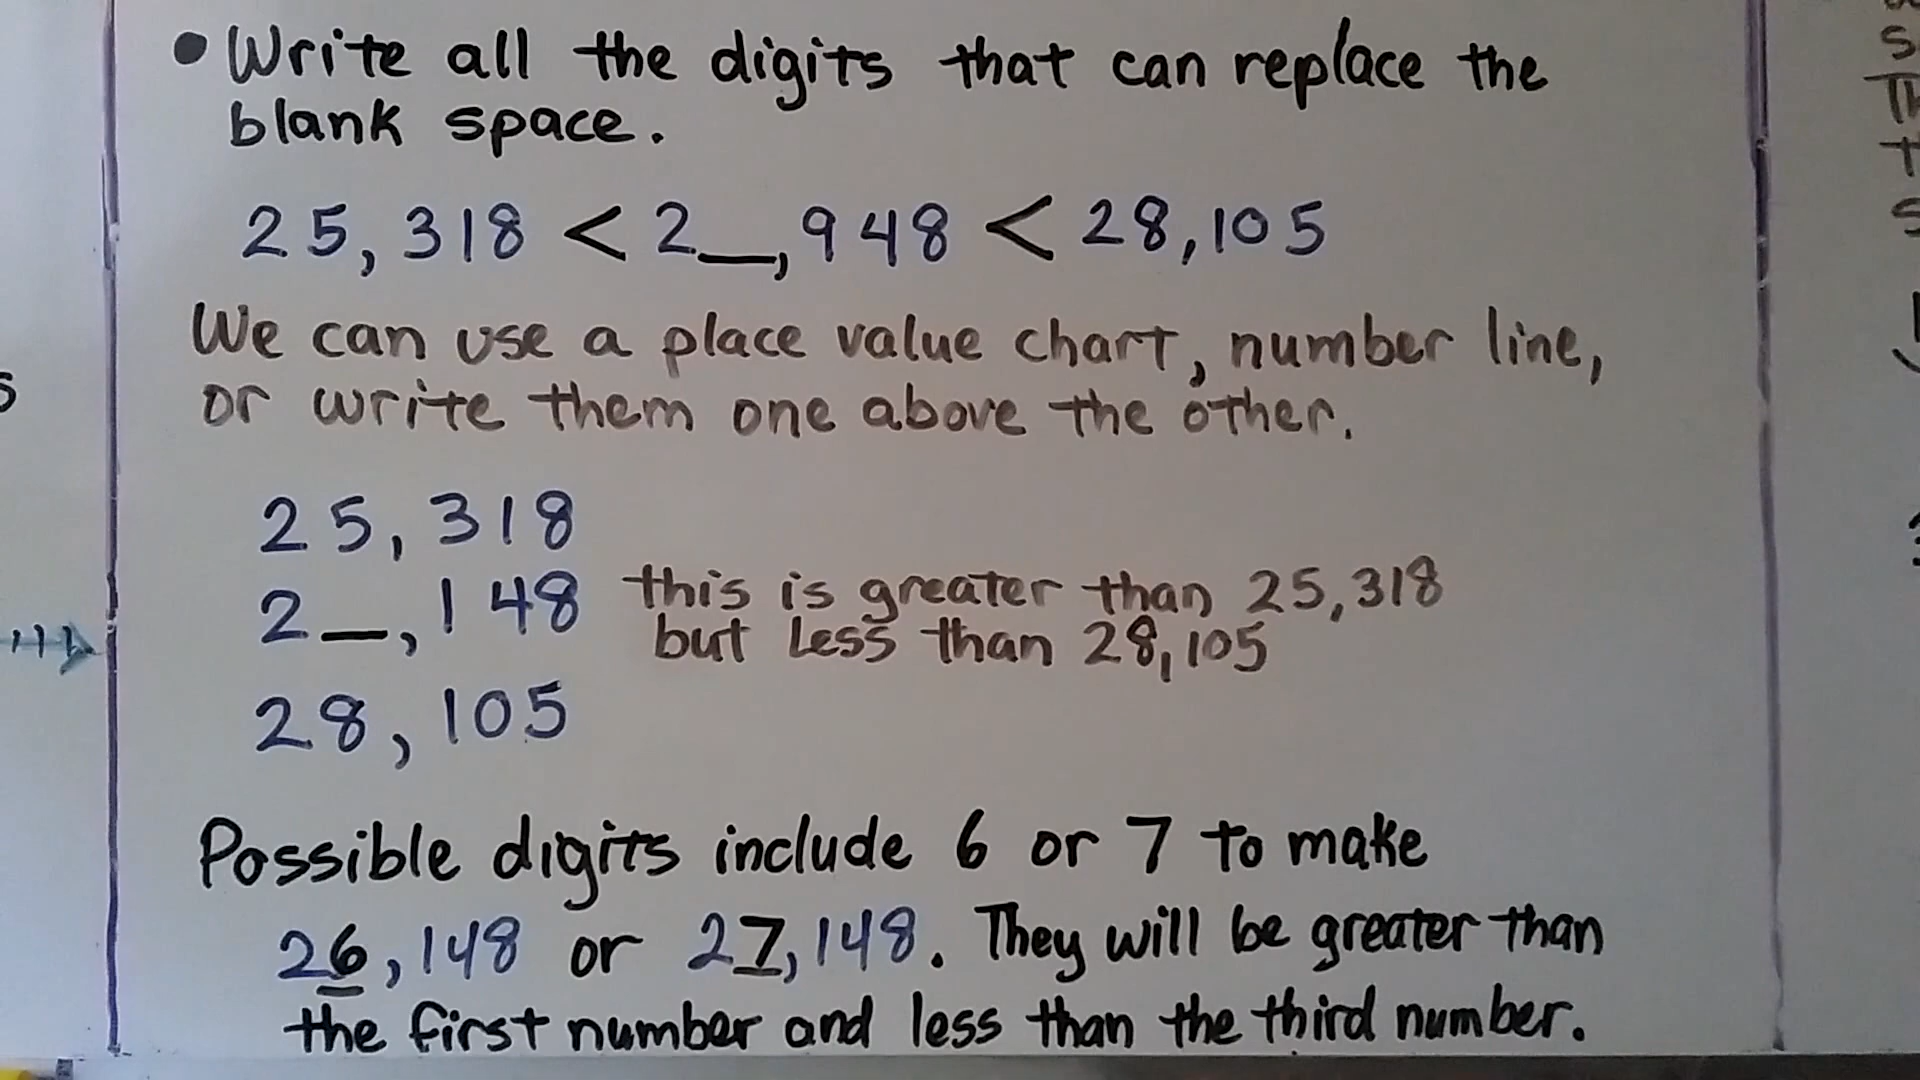 • Write all the digits that can replace the
blank space.
25,318 < 2_,948 < 28,105
We can use a place value chart, number line,
or write them one above the other.
25,318
2_,148 this is greater than 25,318
but less than 28,105
28,105
Possible digits include 6 or 7 to make
26,148 or 27,148. They will be greater than
the first number and less than the third number.